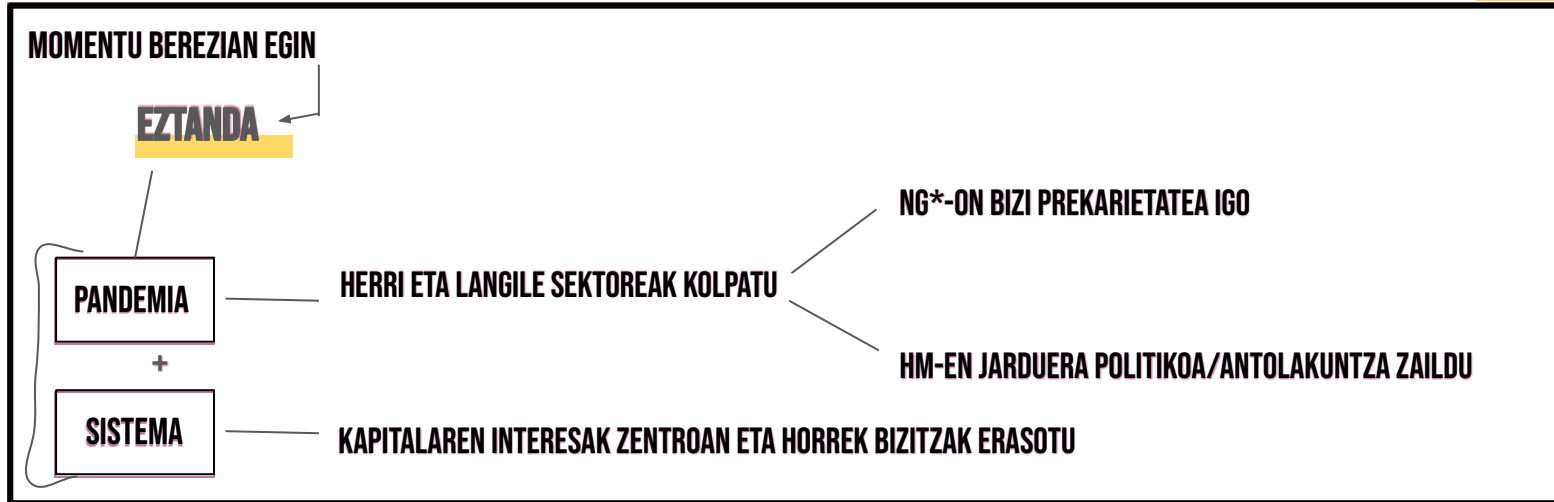 MOMENTU BEREZIAN EGIN
EZTANDA
NG*-ON BIZI PREKARIETATEA IGO
PANDEMIA
HERRI ETA LANGILE SEKTOREAK KOLPATU
+
HM-EN JARDUERA POLITIKOA/ANTOLAKUNTZA ZAILDU
SISTEMA
KAPITALAREN INTERESAK ZENTROAN ETA HORREK BIZITZAK ERASOTU